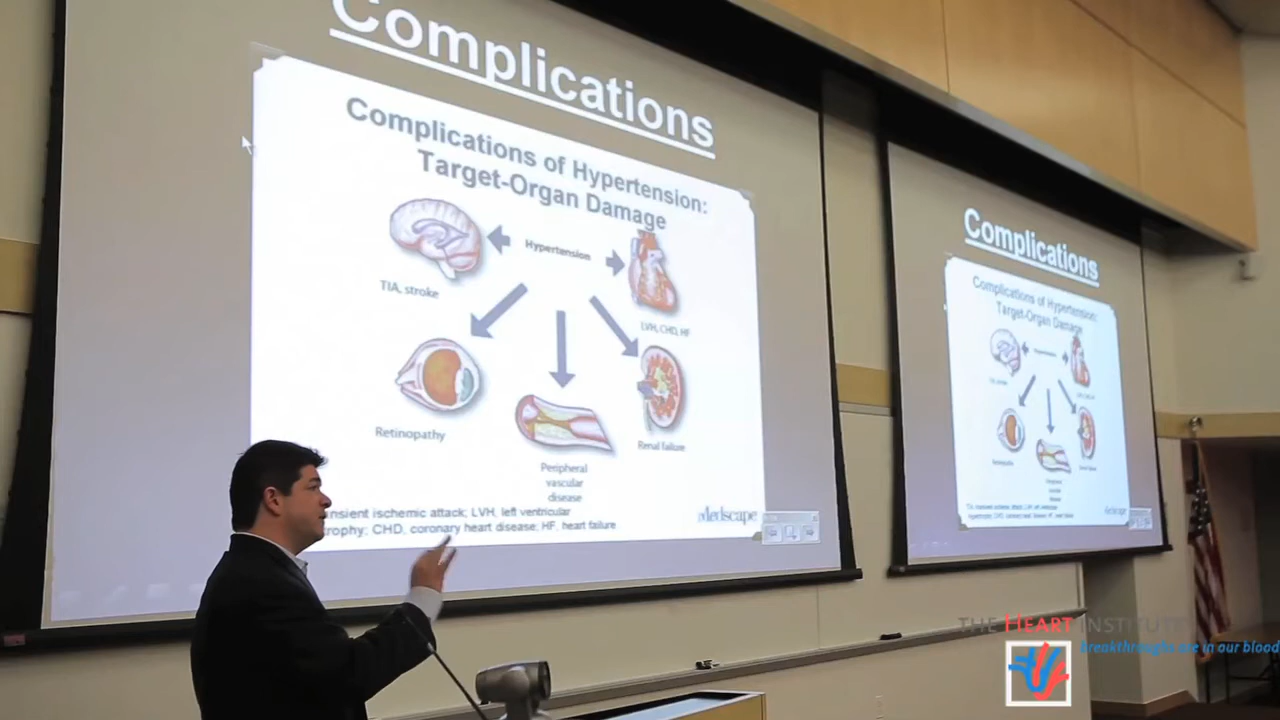 Complications
Complications of Hypertension:
Target-Organ Damage
Hypertension
TIA, stroke
LVH, CHD, HF
Retinopathy
Peripheral
vascular
disease
Renal failure
nsient ischemic attack; LVH, left ventricular
trophy; CHD, coronary heart disease; HF, heart failure
Medscape
Complications
Complications of Hypertension:
Target-Organ Damage
THE HEART INSTITUTE
breakthroughs are in our blood